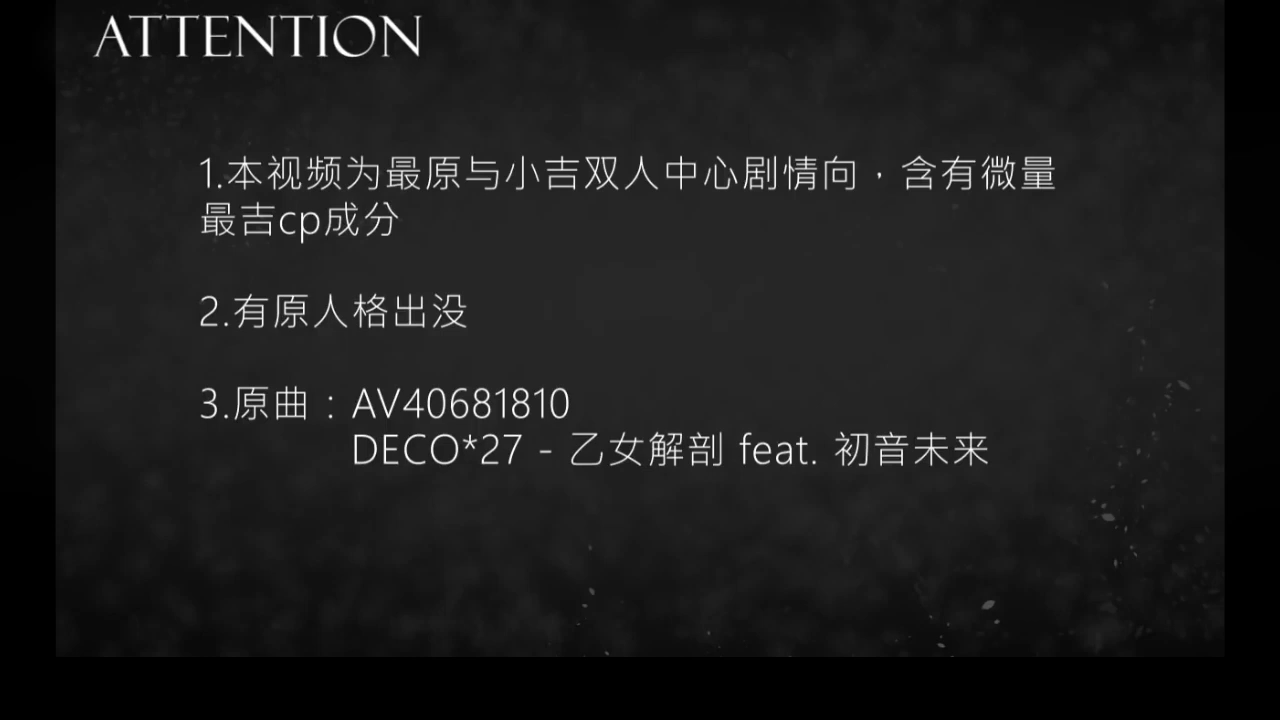 ATTENTION
1.本视频为最原与小吉双人中心剧情向，含有微量
最吉cp成分
2.有原人格出没
3.原曲：AV40681810
DECO*27 - 乙女解剖 feat. 初音未来